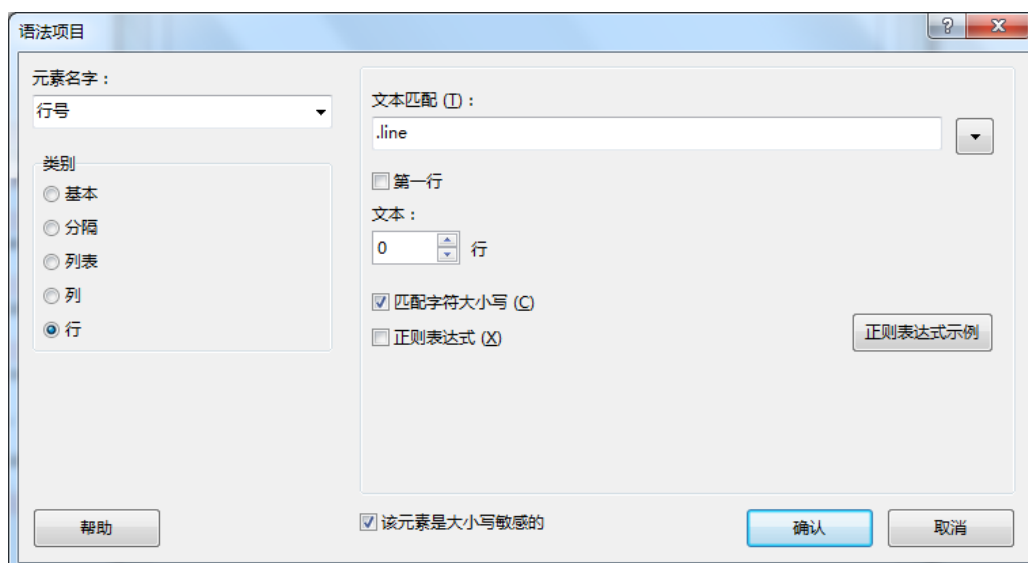 语法项目
元素名字：
行号
类别
基本
分隔
列表
列
行
文本匹配 (T)：
.line
第一行
文本：
0 行
匹配字符大小写 (C)
正则表达式 (X)
正则表达式示例
帮助
该元素是大小写敏感的
确认
取消